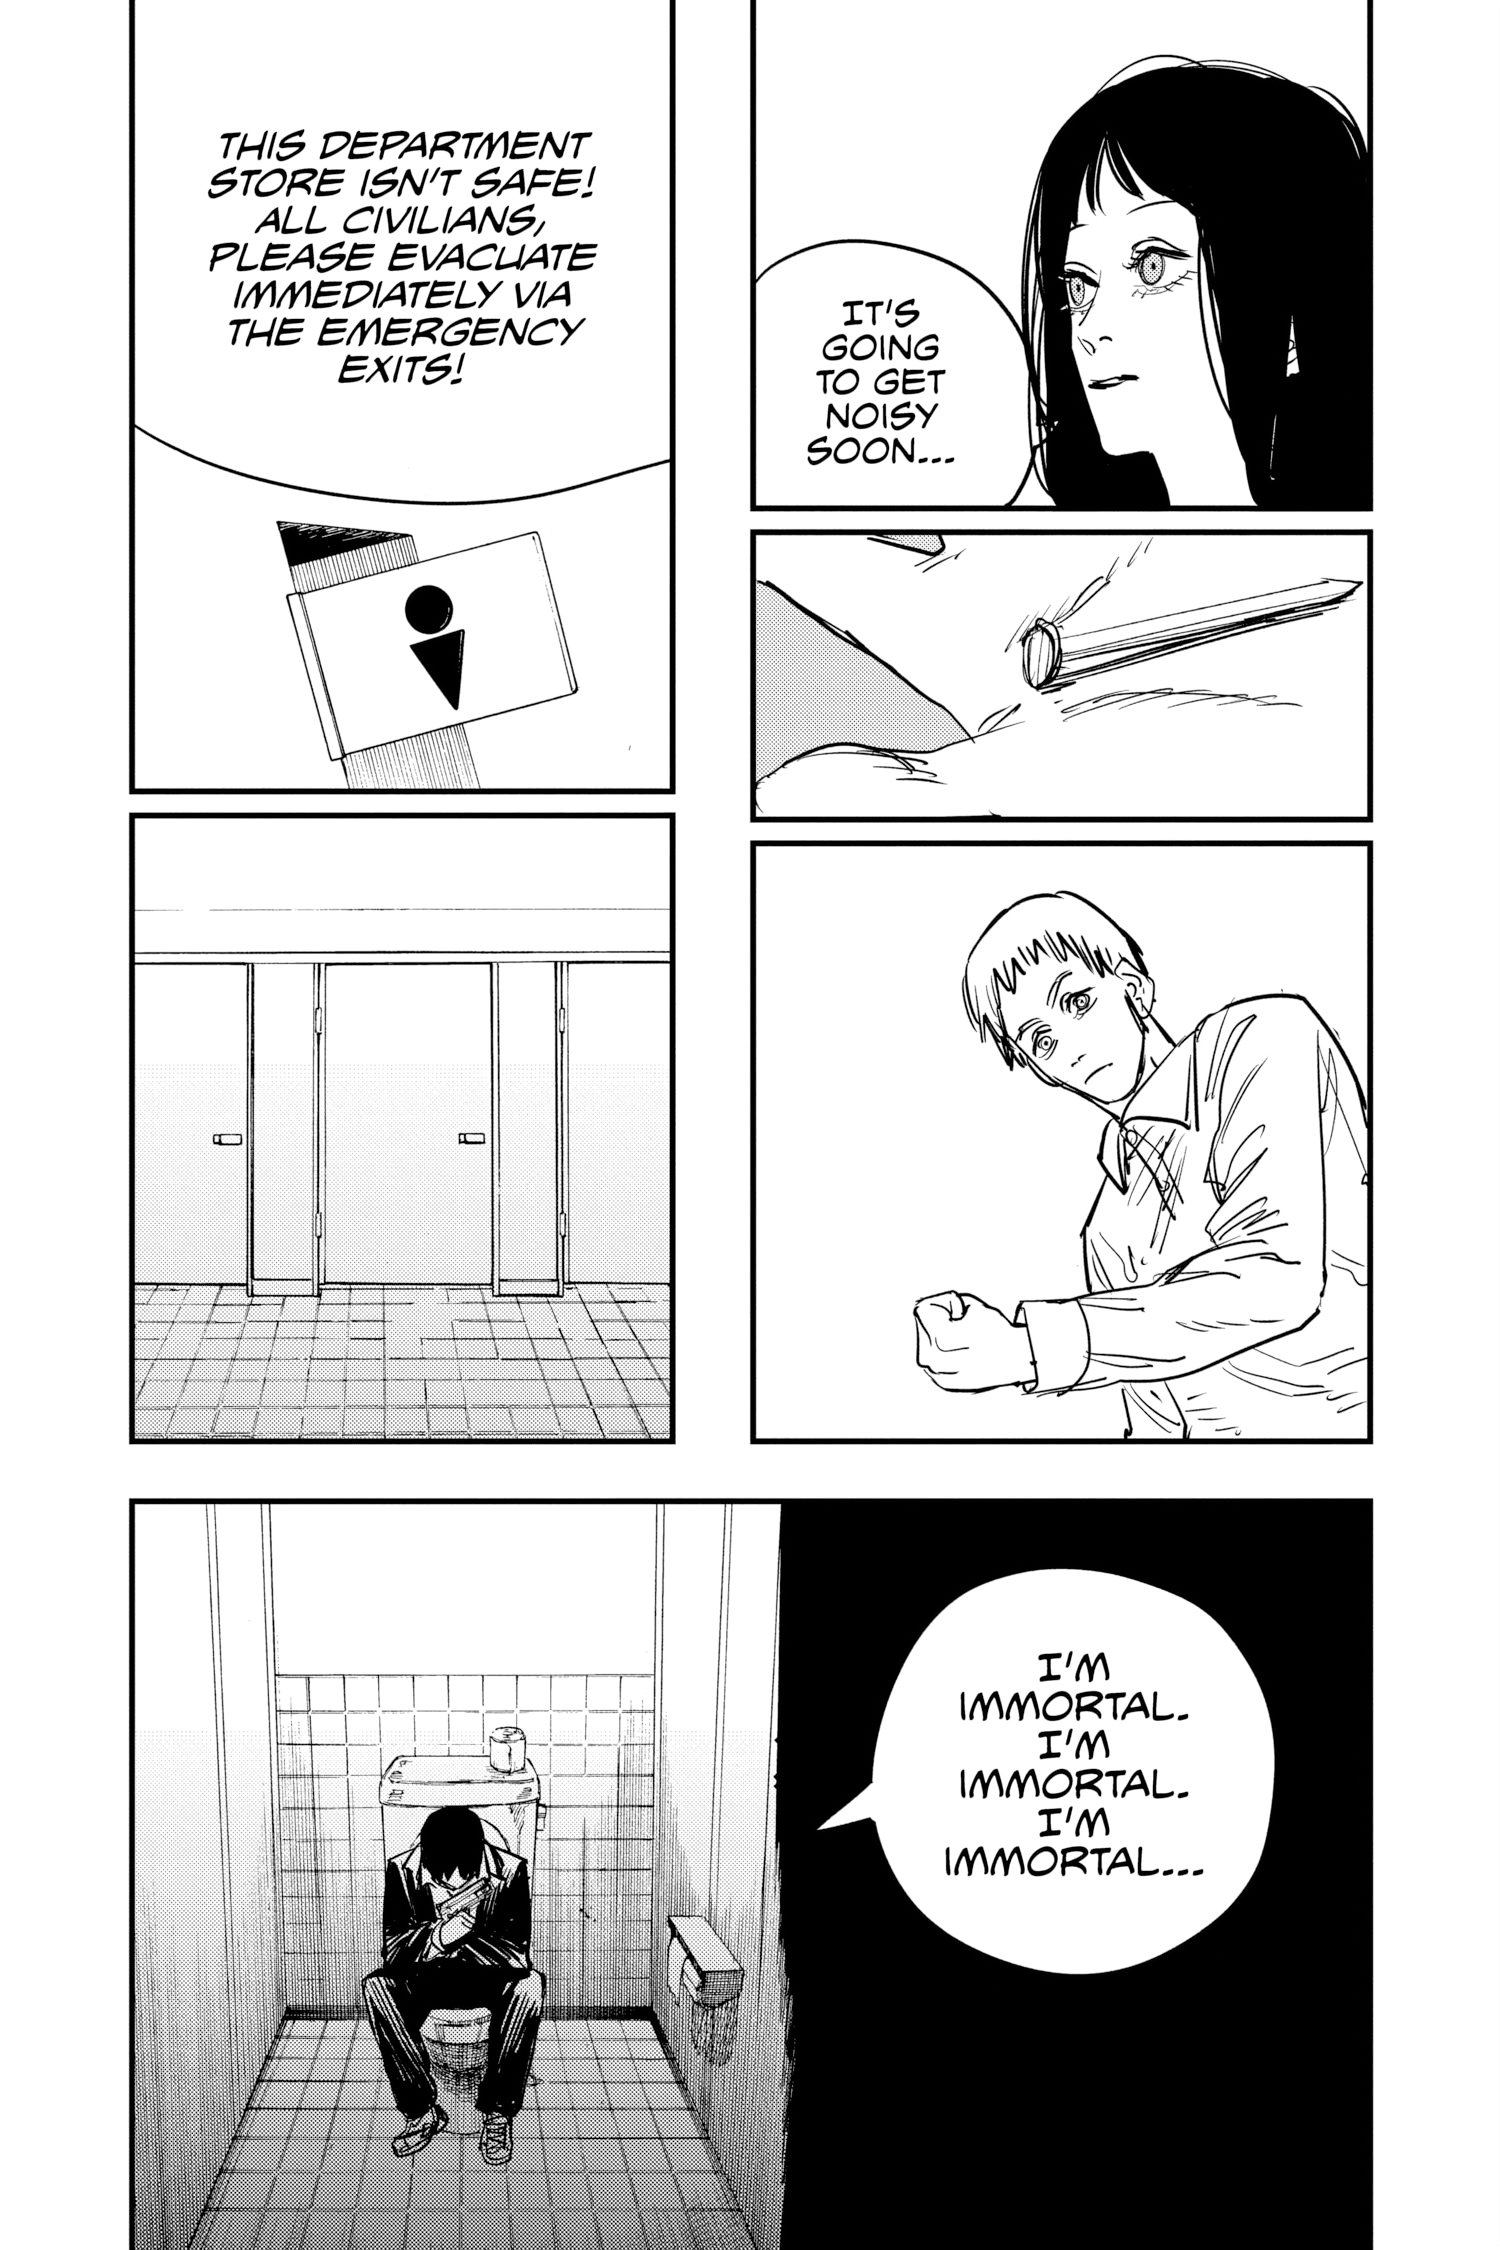 IT'S
GOING
TO GET
NOISY
SOON...
THIS DEPARTMENT
STORE ISN'T SAFE!
ALL CIVILIANS,
PLEASE EVACUATE
IMMEDIATELY VIA
THE EMERGENCY
EXITS!
I'M
IMMORTAL.
I'M
IMMORTAL.
I'M
IMMORTAL...